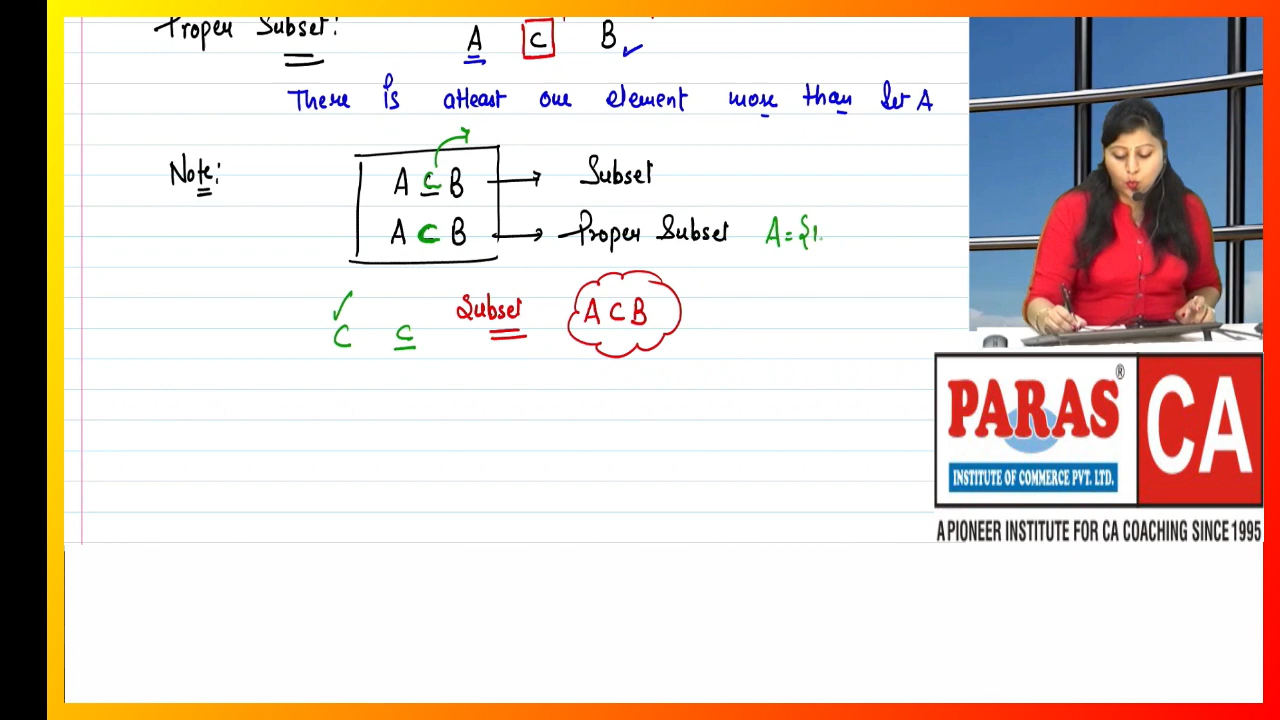 Proper Subset:
A ⊂ B
There is atleast one element more than Set A
Note:
A ⊆ B → Subset
A ⊂ B → Proper Subset A = {1,
⊂ ⊆ Subset A ⊂ B
PARAS®
INSTITUTE OF COMMERCE PVT. LTD.
CA
A PIONEER INSTITUTE FOR CA COACHING SINCE 1995